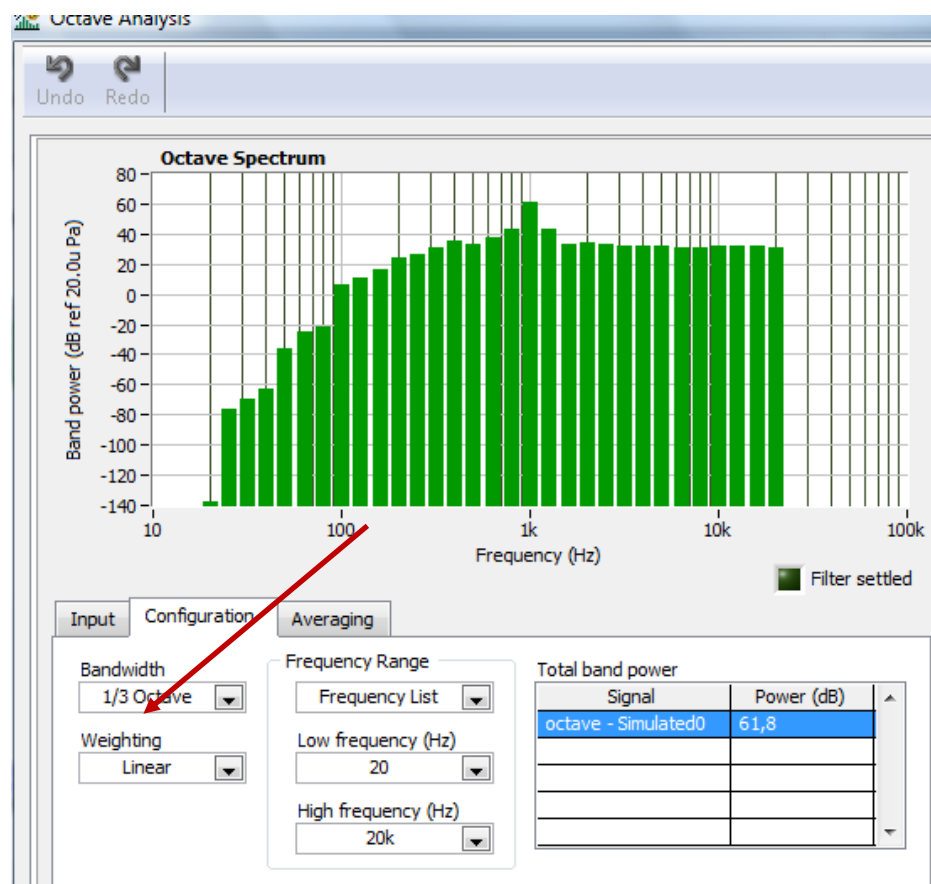 Octave Analysis
Undo Redo
Octave Spectrum
80
60
40
20
0
-20
-40
-60
-80
-100
-120
-140
Band power (dB ref 20.0u Pa)
10 100 1k 10k 100k
Frequency (Hz)
Filter settled
Input Configuration Averaging
Bandwidth
1/3 Octave
Weighting
Linear
Frequency Range
Frequency List
Low frequency (Hz)
20
High frequency (Hz)
20k
Total band power
Signal Power (dB)
octave - Simulated0 61,8